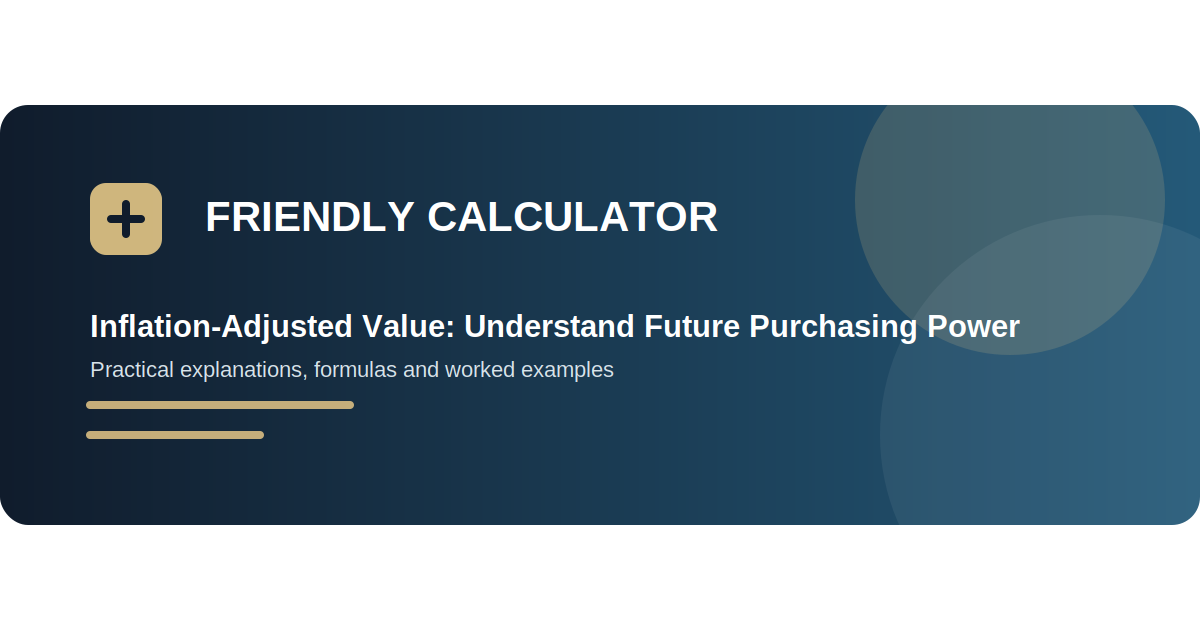 FRIENDLY CALCULATOR
Inflation-Adjusted Value: Understand Future Purchasing Power
Practical explanations, formulas and worked examples